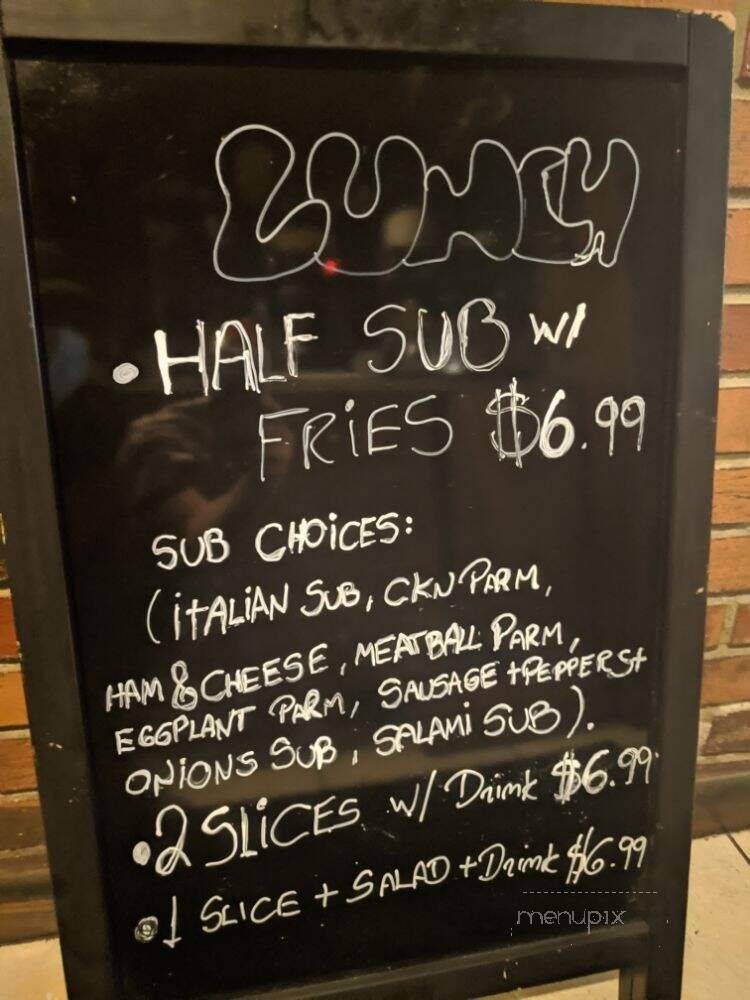 LUNCH
• HALF SUB W/
FRIES $6.99
SUB CHOICES:
(ITALIAN SUB, CKN PARM,
HAM & CHEESE, MEATBALL PARM,
EGGPLANT PARM, SAUSAGE + PEPPERS +
ONIONS SUB, SALAMI SUB).
• 2 SLICES W/ Drink $6.99
• 1 SLICE + SALAD + Drink $6.99
menupix